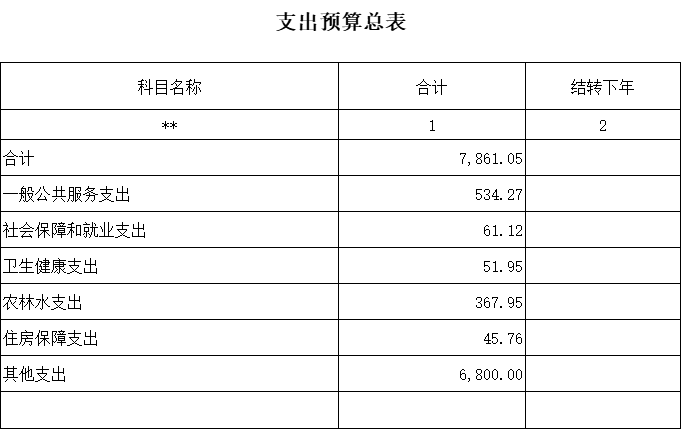 支出预算总表
科目名称 合计 结转下年
** 1 2
合计 7,861.05
一般公共服务支出 534.27
社会保障和就业支出 61.12
卫生健康支出 51.95
农林水支出 367.95
住房保障支出 45.76
其他支出 6,800.00